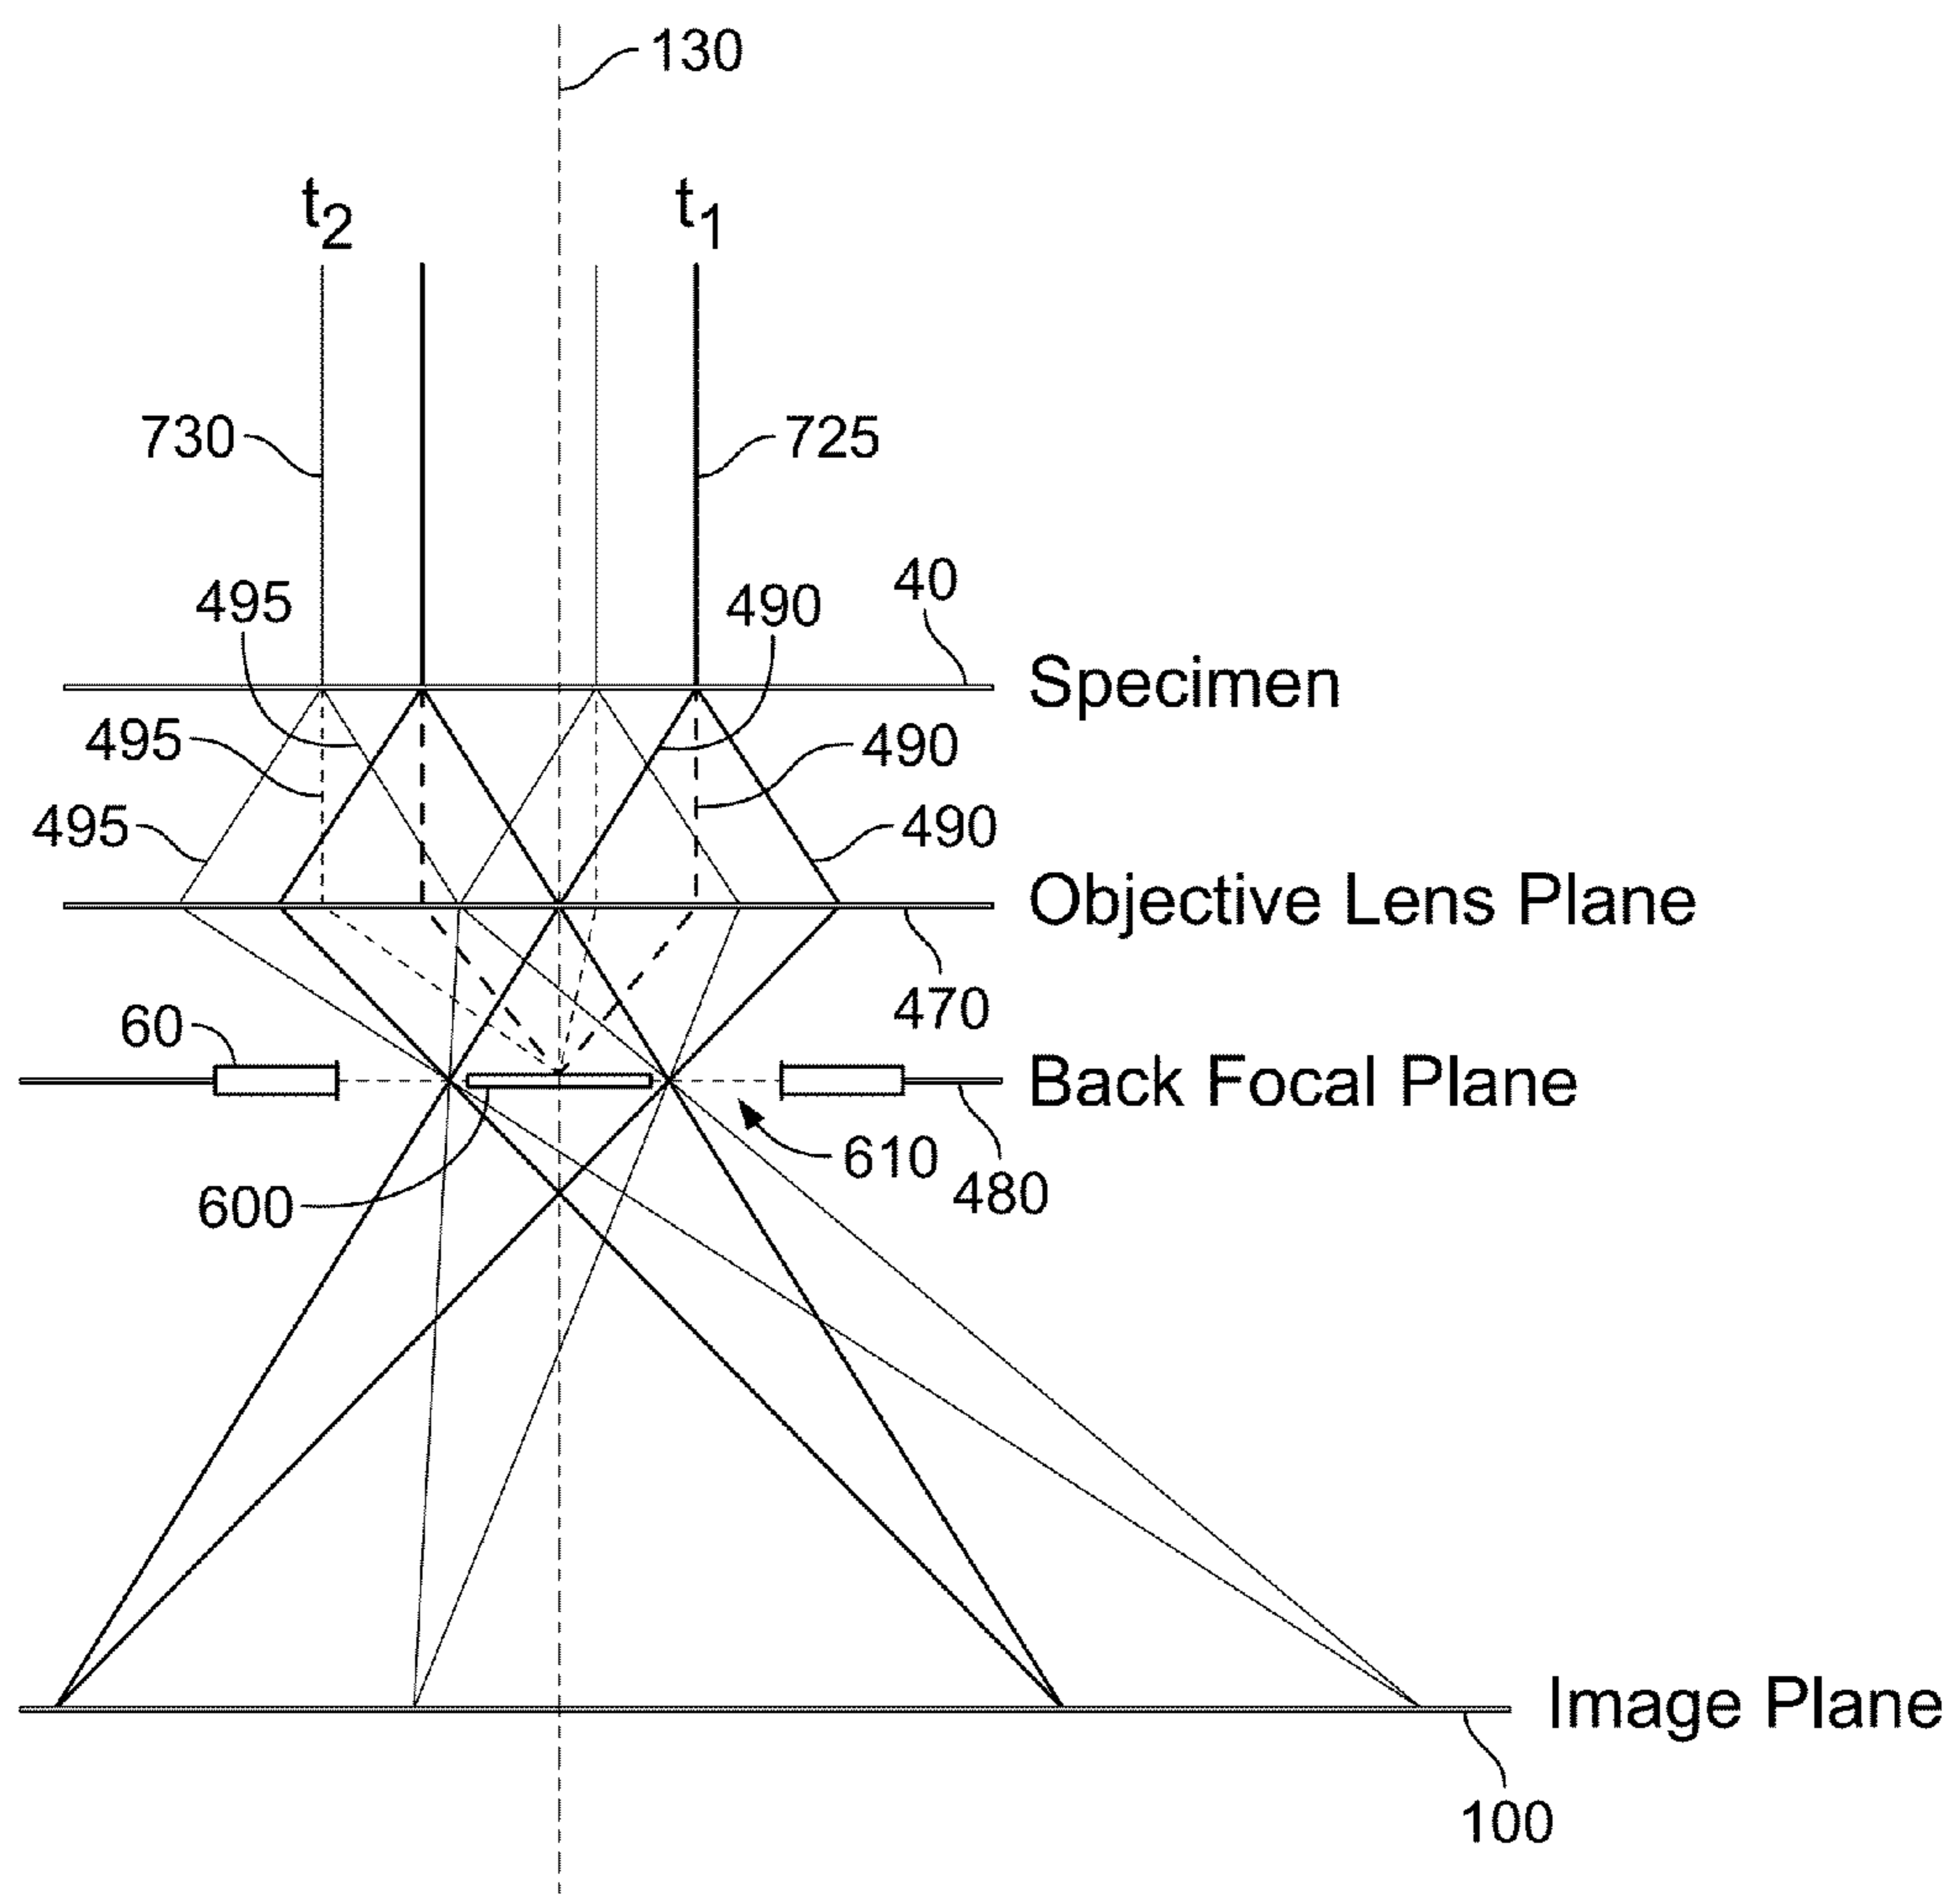 130
t2 t1
730 725
40
495 490
Specimen
495 490
495 490
Objective Lens Plane
470
60
Back Focal Plane
610
480
600
Image Plane
100